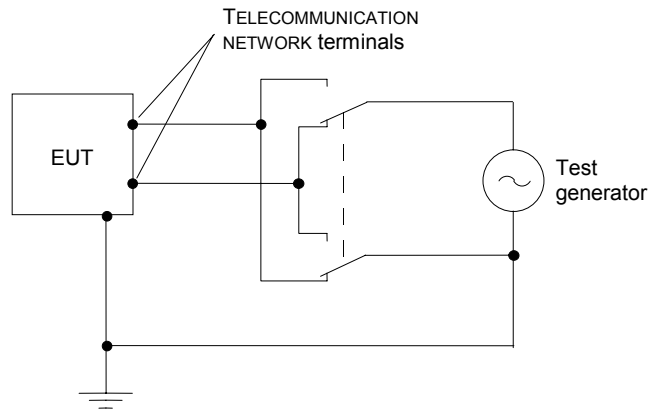 TELECOMMUNICATION
NETWORK terminals
EUT
Test
generator